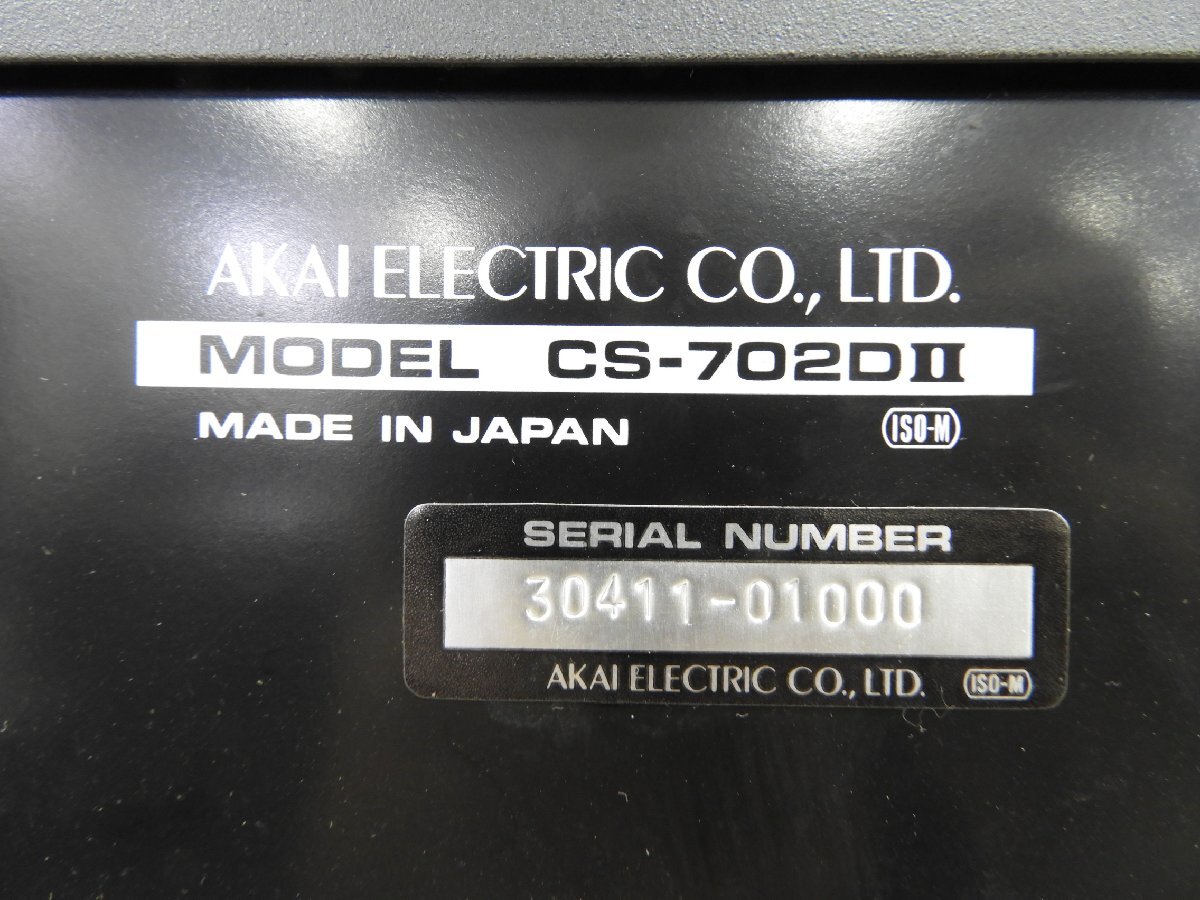 AKAI ELECTRIC CO., LTD.
MODEL CS-702DII
MADE IN JAPAN ISO-M
SERIAL NUMBER
30411-01000
AKAI ELECTRIC CO., LTD. ISO-M